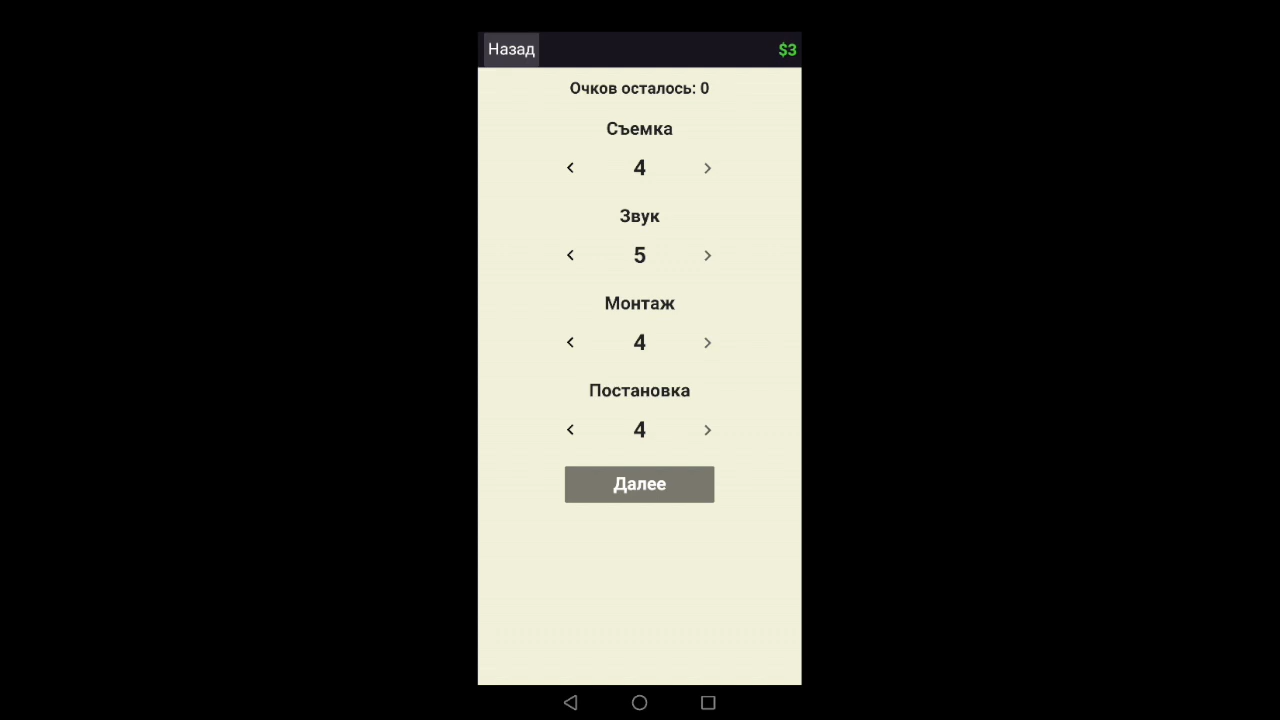 Назад
$3
Очков осталось: 0
Съемка
4
Звук
5
Монтаж
4
Постановка
4
Далее